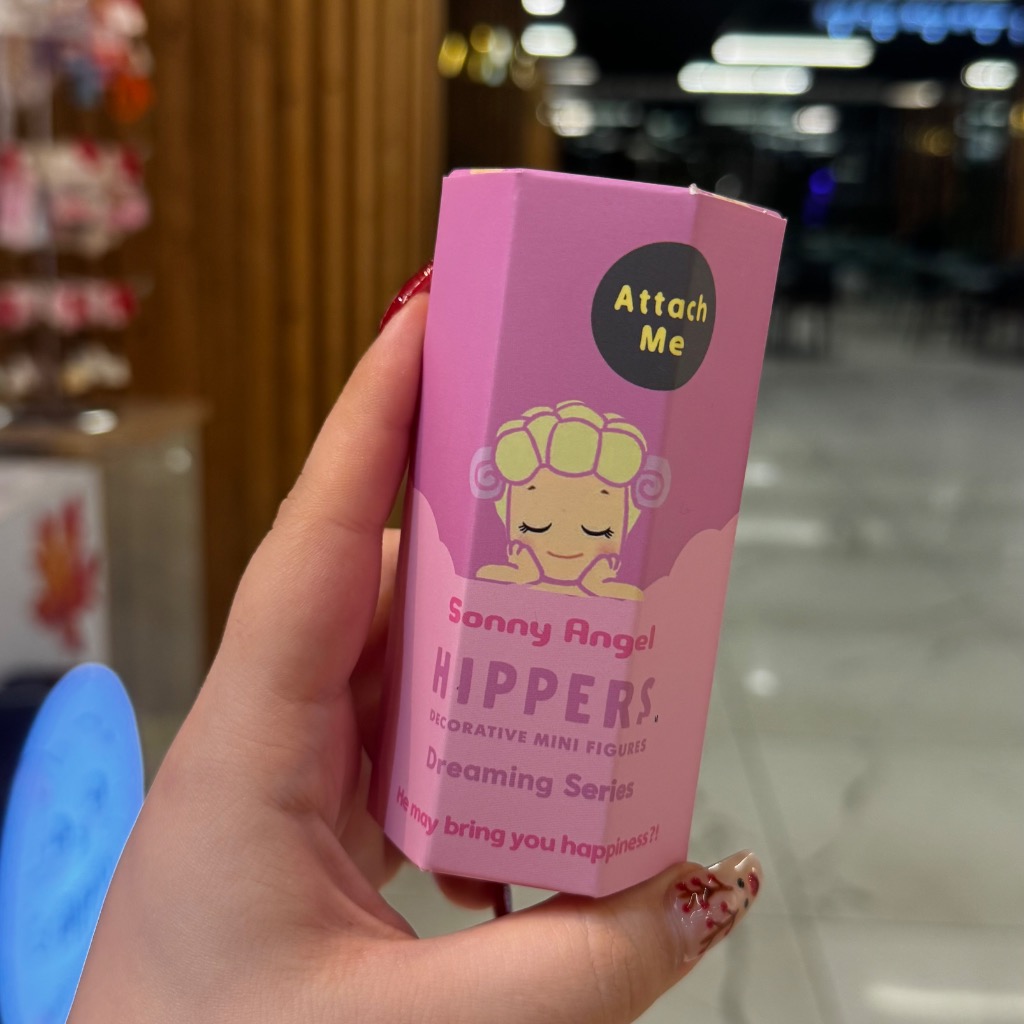 Attach
Me
Sonny Angel
HIPPERS
DECORATIVE MINI FIGURES
Dreaming Series
He may bring you happiness?!